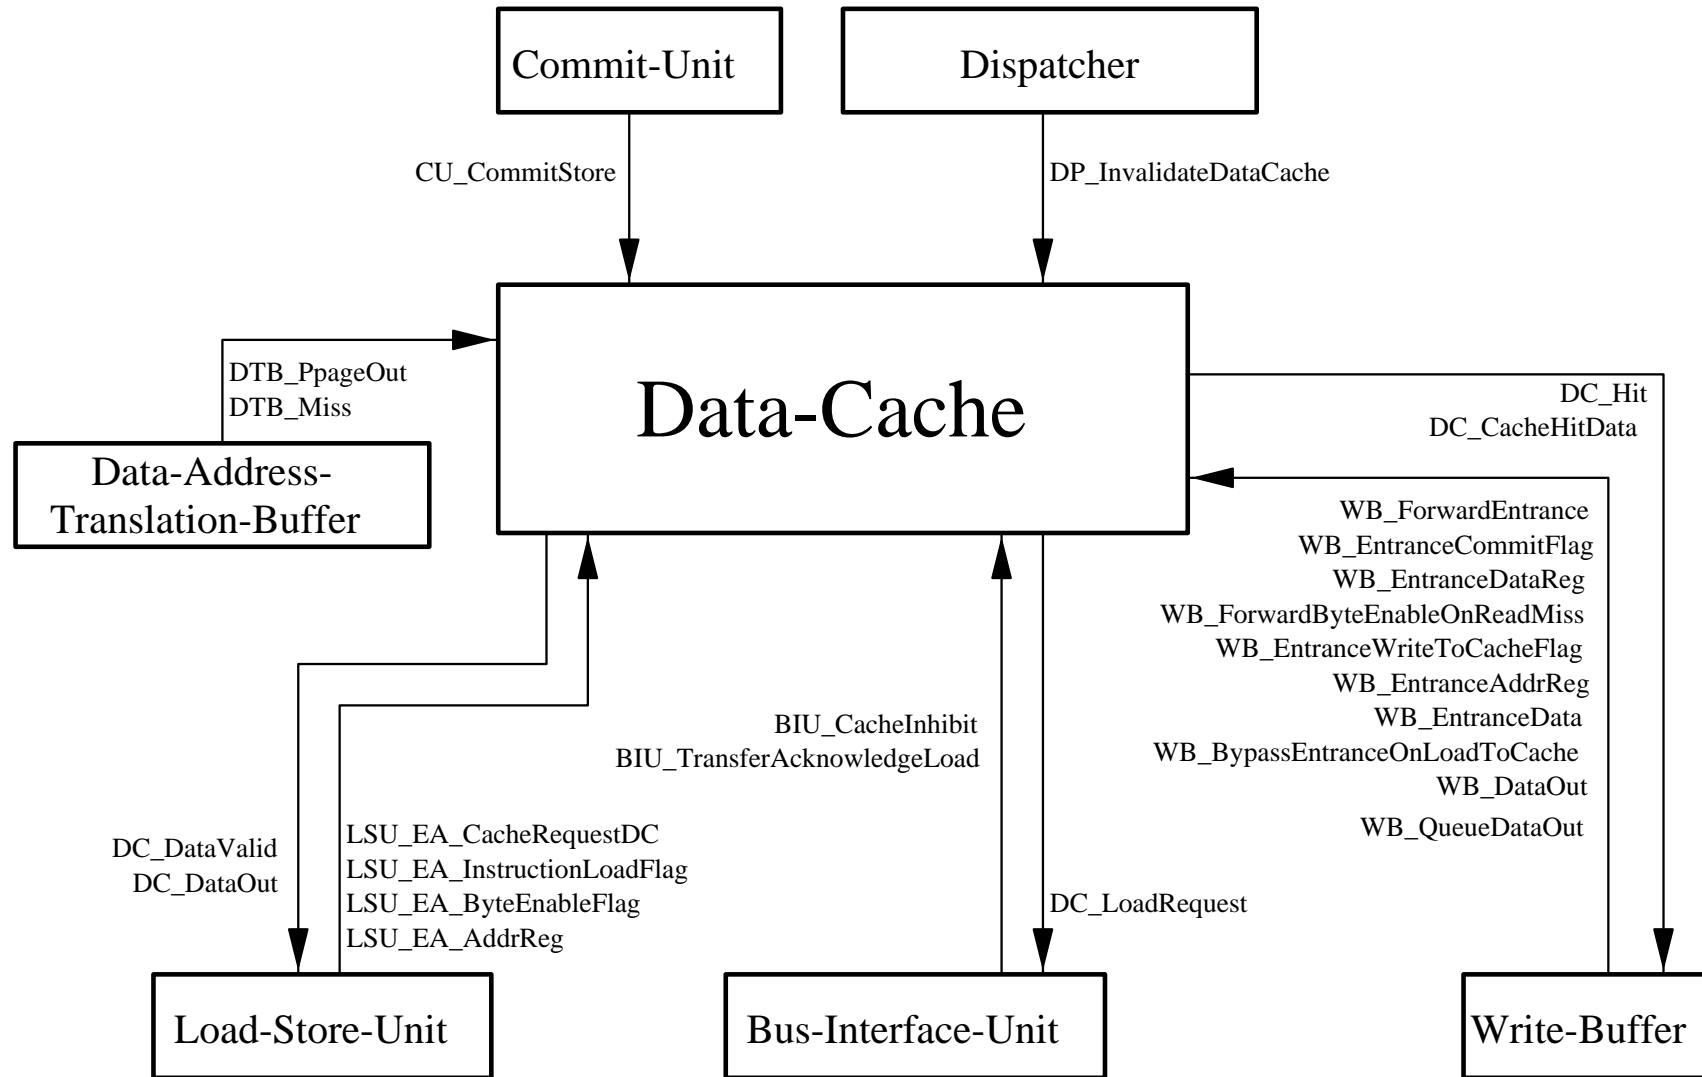 Commit-Unit
Dispatcher
CU_CommitStore
DP_InvalidateDataCache
DTB_PpageOut
DTB_Miss
Data-Cache
DC_Hit
DC_CacheHitData
Data-Address-
Translation-Buffer
WB_ForwardEntrance
WB_EntranceCommitFlag
WB_EntranceDataReg
WB_ForwardByteEnableOnReadMiss
WB_EntranceWriteToCacheFlag
WB_EntranceAddrReg
WB_EntranceData
WB_BypassEntranceOnLoadToCache
WB_DataOut
WB_QueueDataOut
BIU_CacheInhibit
BIU_TransferAcknowledgeLoad
DC_DataValid
DC_DataOut
LSU_EA_CacheRequestDC
LSU_EA_InstructionLoadFlag
LSU_EA_ByteEnableFlag
LSU_EA_AddrReg
DC_LoadRequest
Load-Store-Unit
Bus-Interface-Unit
Write-Buffer